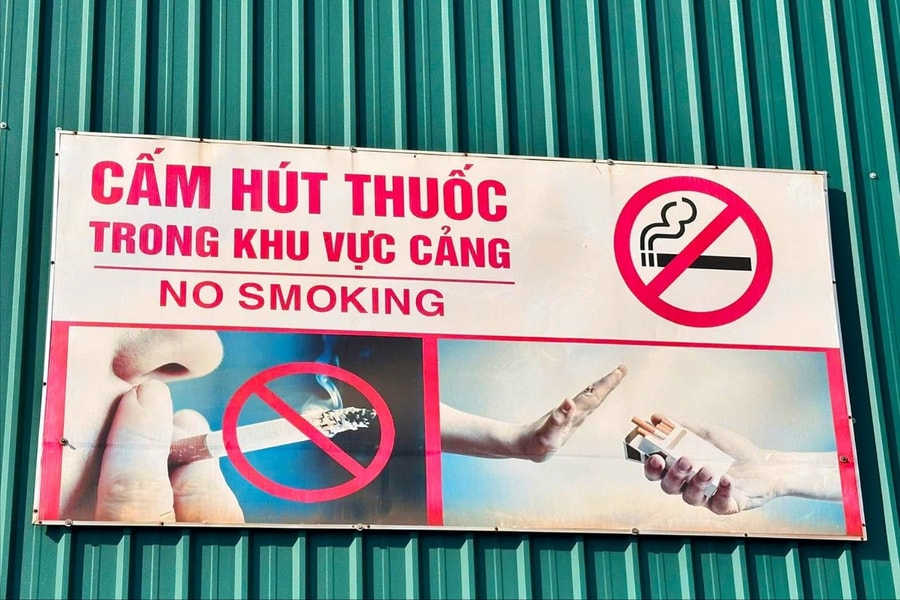 CẤM HÚT THUỐC
TRONG KHU VỰC CẢNG
NO SMOKING